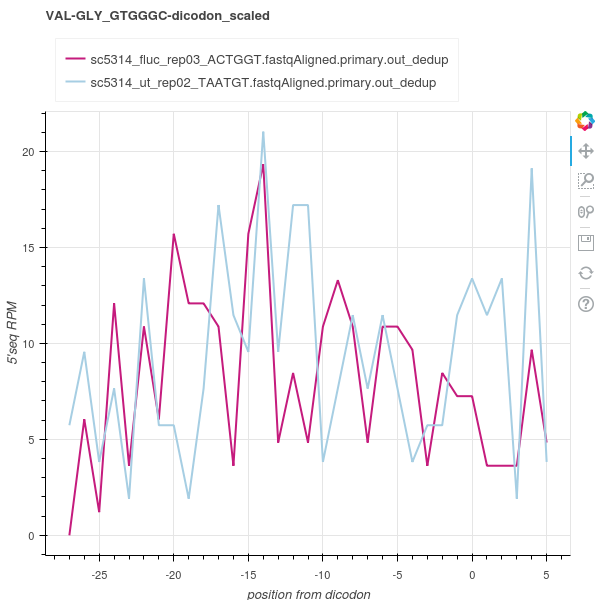 VAL-GLY_GTGGGC-dicodon_scaled
sc5314_fluc_rep03_ACTGGT.fastqAligned.primary.out_dedup
sc5314_ut_rep02_TAATGT.fastqAligned.primary.out_dedup
20
15
10
5
0
5'seq RPM
-25 -20 -15 -10 -5 0 5
position from dicodon